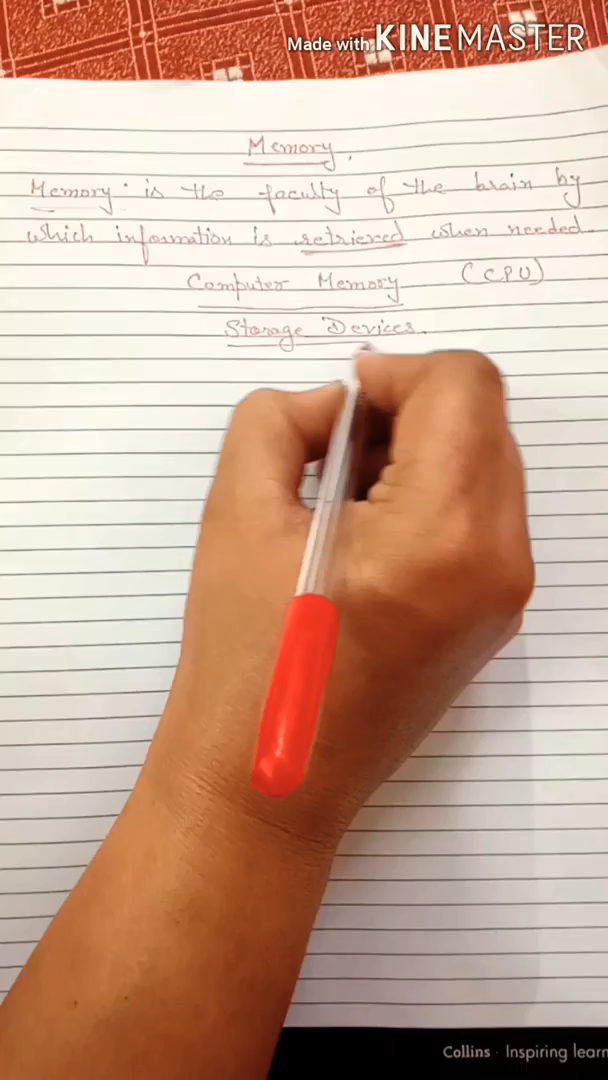 Made with KINEMASTER
Memory.
Memory: is the faculty of the brain by
which information is retriered when needed.
Computer Memory (CPU)
Storage Devices.
Collins · Inspiring learn